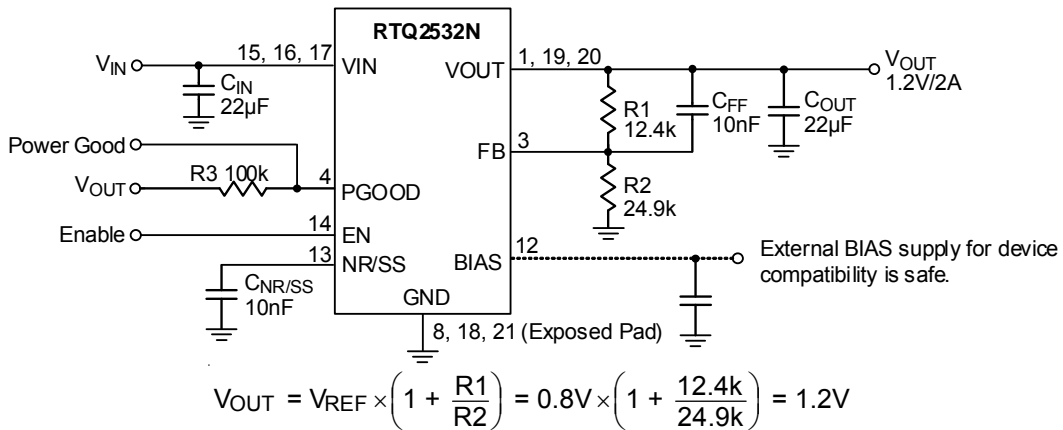 RTQ2532N
VIN
15, 16, 17
VIN
CIN
22µF
VOUT
1, 19, 20
VOUT
1.2V/2A
R1
12.4k
CFF
10nF
COUT
22µF
FB
3
R2
24.9k
Power Good
VOUT
R3 100k
4
PGOOD
Enable
14
EN
13
NR/SS
CNR/SS
10nF
BIAS
12
External BIAS supply for device
compatibility is safe.
GND
8, 18, 21 (Exposed Pad)
VOUT = VREF × (1 + R1/R2) = 0.8V × (1 + 12.4k/24.9k) = 1.2V